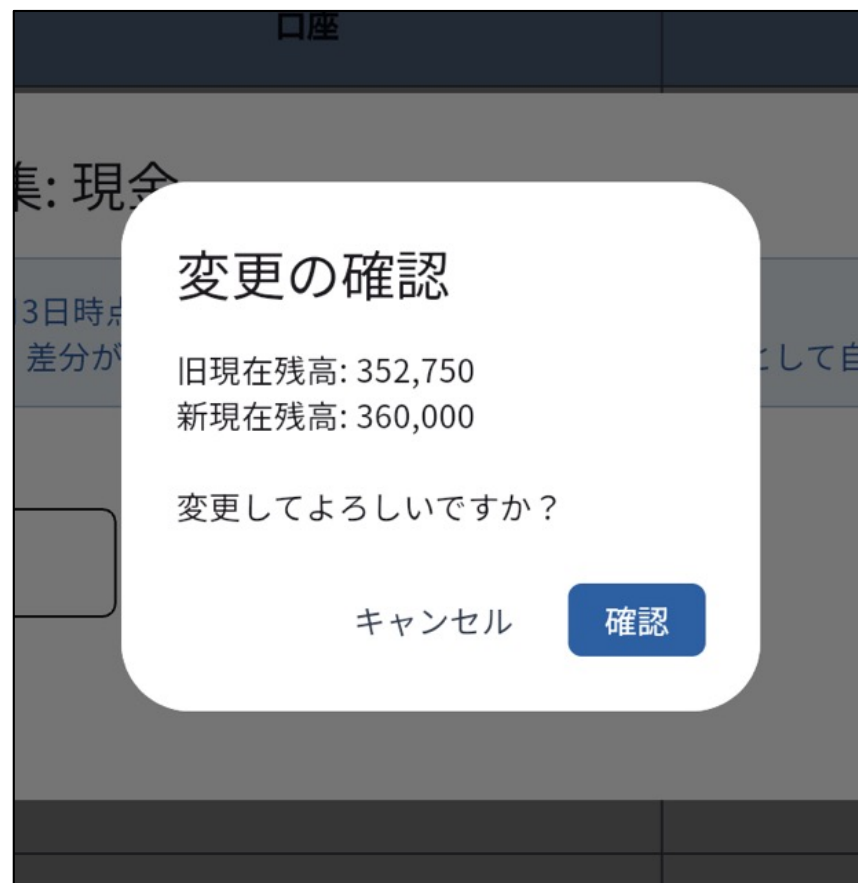 口座
集: 現金
変更の確認
3日時点
差分が
として自
旧現在残高: 352,750
新現在残高: 360,000
変更してよろしいですか？
キャンセル
確認